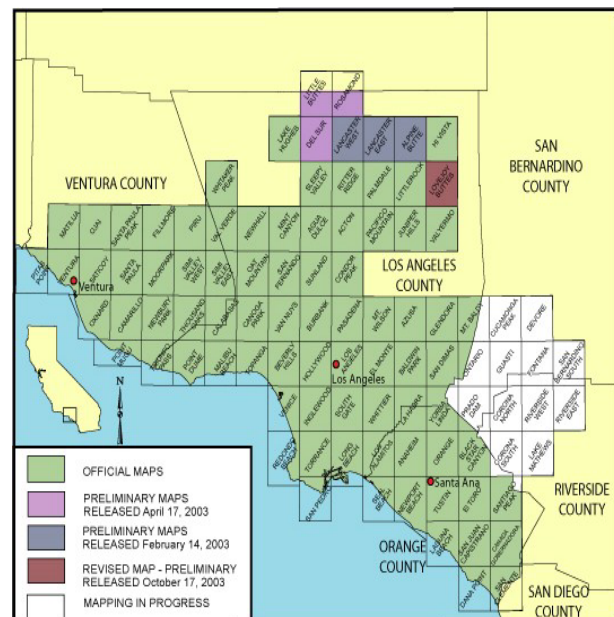 LITTLE BUTTES
ROSAMOND
LAKE HUGHES
DEL SUR
LANCASTER WEST
LANCASTER EAST
ALPINE BUTTE
HI VISTA
SAN BERNARDINO COUNTY
VENTURA COUNTY
WHITAKER PEAK
SLEEPY VALLEY
RITTER RIDGE
PALMDALE
LITTLEROCK
LOVEJOY BUTTES
MATILIJA
OJAI
SANTA PAULA PEAK
FILLMORE
PIRU
VAL VERDE
NEWHALL
MINT CANYON
AGUA DULCE
ACTON
PACIFICO MOUNTAIN
JUNIPER HILLS
VALYERMO
PITAS POINT
VENTURA
SATICOY
SANTA PAULA
MOORPARK
SIMI VALLEY WEST
SIMI VALLEY EAST
OAT MOUNTAIN
SAN FERNANDO
SUNLAND
CONDOR PEAK
LOS ANGELES COUNTY
Ventura
OXNARD
CAMARILLO
NEWBURY PARK
THOUSAND OAKS
CALABASAS
CANOGA PARK
VAN NUYS
BURBANK
PASADENA
MT. WILSON
AZUSA
GLENDORA
MT. BALDY
CUCAMONGA PEAK
DEVORE
POINT MUGU
TRIUNFO PASS
POINT DUME
MALIBU BEACH
TOPANGA
BEVERLY HILLS
HOLLYWOOD
LOS ANGELES
EL MONTE
BALDWIN PARK
SAN DIMAS
ONTARIO
GUASTI
FONTANA
SAN BERNARDINO SOUTH
Los Angeles
VENICE
INGLEWOOD
SOUTH GATE
WHITTIER
LA HABRA
YORBA LINDA
PRADO DAM
CORONA NORTH
RIVERSIDE WEST
RIVERSIDE EAST
N
REDONDO BEACH
TORRANCE
LONG BEACH
LOS ALAMITOS
ANAHEIM
ORANGE
BLACK STAR CANYON
CORONA SOUTH
LAKE MATHEWS
SAN PEDRO
SEAL BEACH
NEWPORT BEACH
TUSTIN
EL TORO
SANTIAGO PEAK
Santa Ana
RIVERSIDE COUNTY
ORANGE COUNTY
LAGUNA BEACH
SAN JUAN CAPISTRANO
CANADA GOBERNADORA
DANA POINT
SAN CLEMENTE
SAN DIEGO COUNTY
OFFICIAL MAPS
PRELIMINARY MAPS
RELEASED April 17, 2003
PRELIMINARY MAPS
RELEASED February 14, 2003
REVISED MAP - PRELIMINARY
RELEASED October 17, 2003
MAPPING IN PROGRESS